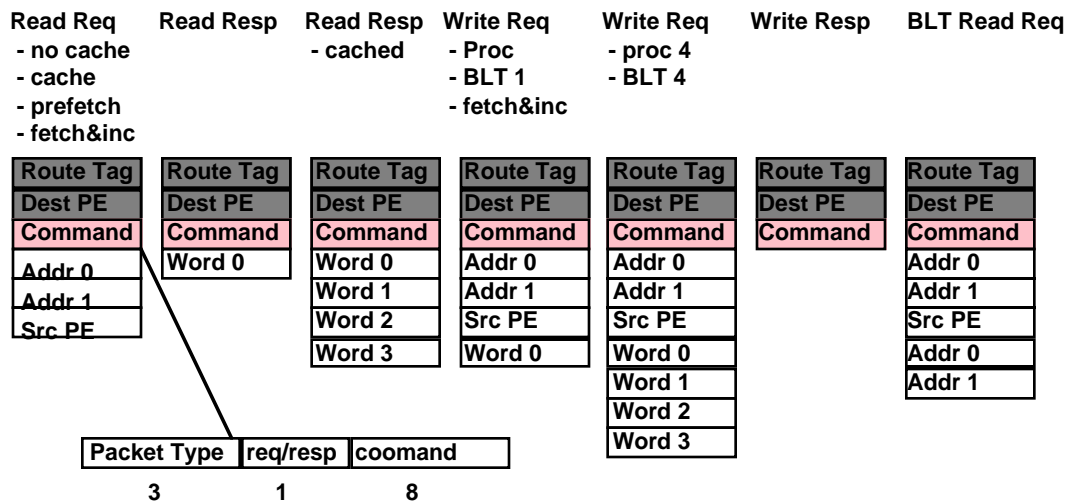 Read Req
- no cache
- cache
- prefetch
- fetch&inc
Route Tag
Dest PE
Command
Addr 0
Addr 1
Src PE
Read Resp
Route Tag
Dest PE
Command
Word 0
Read Resp
- cached
Route Tag
Dest PE
Command
Word 0
Word 1
Word 2
Word 3
Write Req
- Proc
- BLT 1
- fetch&inc
Route Tag
Dest PE
Command
Addr 0
Addr 1
Src PE
Word 0
Write Req
- proc 4
- BLT 4
Route Tag
Dest PE
Command
Addr 0
Addr 1
Src PE
Word 0
Word 1
Word 2
Word 3
Write Resp
Route Tag
Dest PE
Command
BLT Read Req
Route Tag
Dest PE
Command
Addr 0
Addr 1
Src PE
Addr 0
Addr 1
Packet Type req/resp coomand
3 1 8